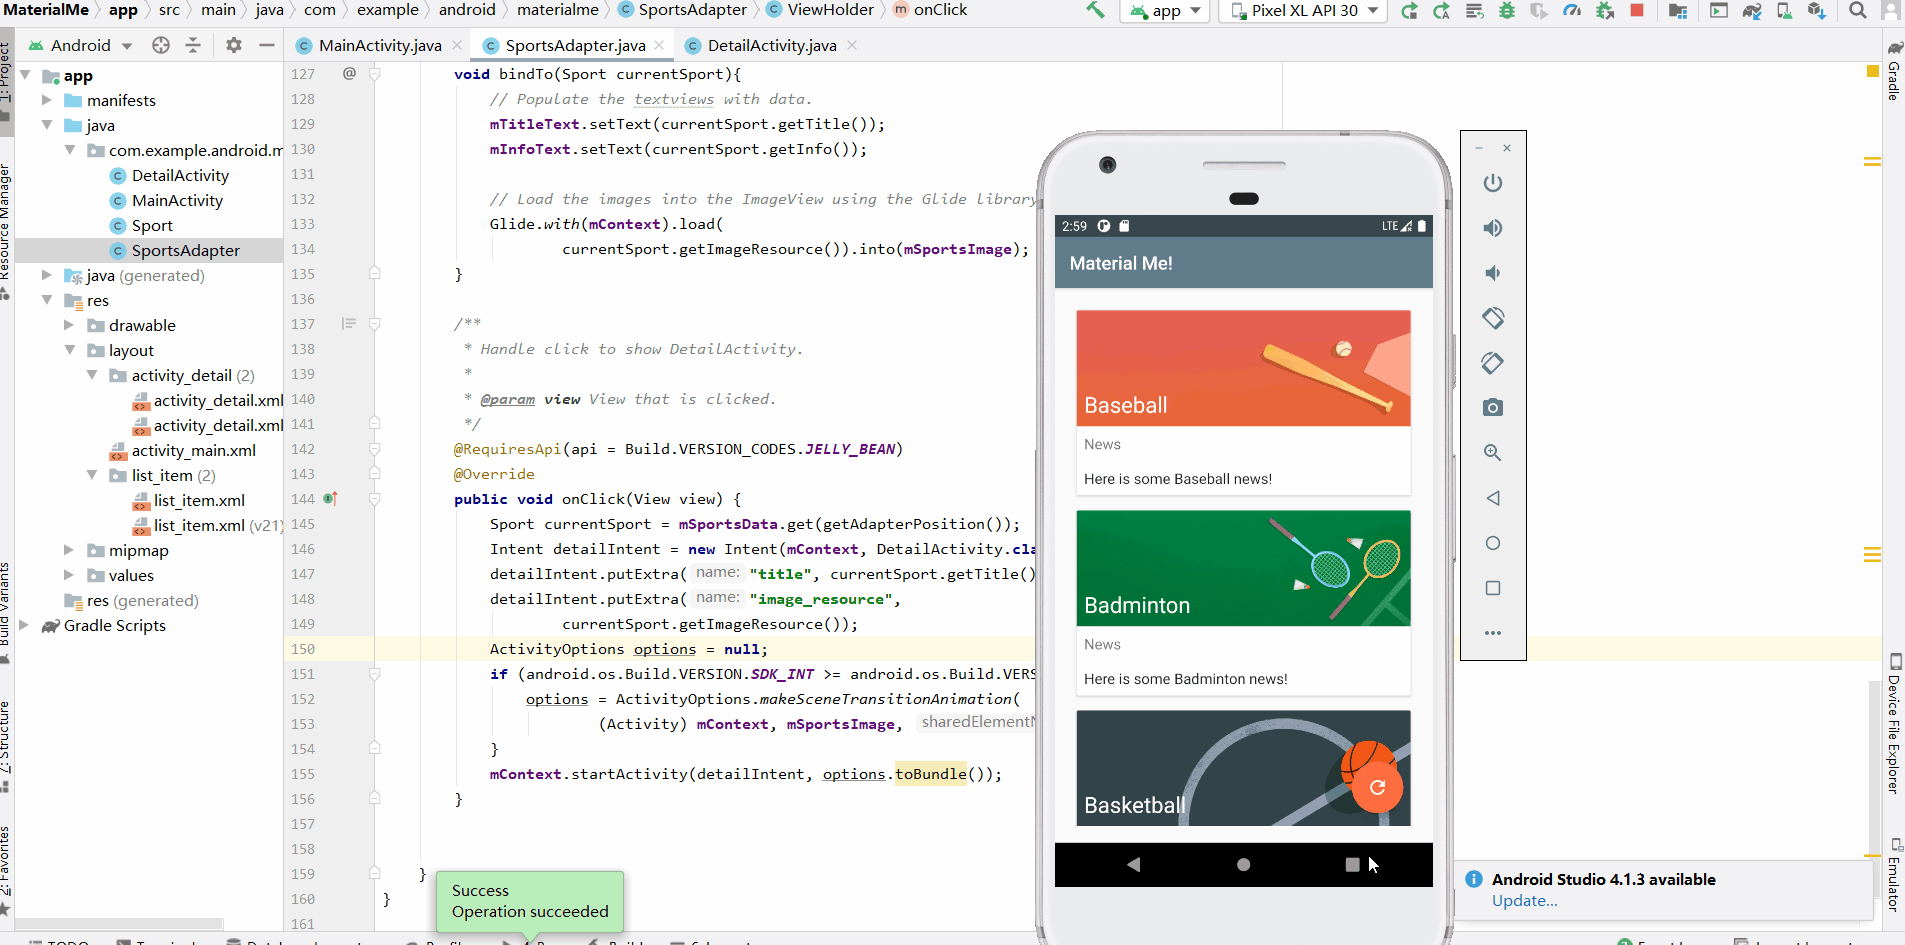 MaterialMe app src main java com example android materialme SportsAdapter ViewHolder onClick app Pixel XL API 30
Android MainActivity.java SportsAdapter.java DetailActivity.java
1: Project
Resource Manager
Build Variants
7: Structure
2: Favorites
app
manifests
java
com.example.android.m
DetailActivity
MainActivity
Sport
SportsAdapter
java (generated)
res
drawable
layout
activity_detail (2)
activity_detail.xml
activity_detail.xml
activity_main.xml
list_item (2)
list_item.xml
list_item.xml (v21)
mipmap
values
res (generated)
Gradle Scripts
127 @ void bindTo(Sport currentSport){
128 // Populate the textviews with data.
129 mTitleText.setText(currentSport.getTitle());
130 mInfoText.setText(currentSport.getInfo());
131
132 // Load the images into the ImageView using the Glide library
133 Glide.with(mContext).load(
134 currentSport.getImageResource()).into(mSportsImage);
135 }
136
137 /**
138 * Handle click to show DetailActivity.
139 *
140 * @param view View that is clicked.
141 */
142 @RequiresApi(api = Build.VERSION_CODES.JELLY_BEAN)
143 @Override
144 public void onClick(View view) {
145 Sport currentSport = mSportsData.get(getAdapterPosition());
146 Intent detailIntent = new Intent(mContext, DetailActivity.cla
147 detailIntent.putExtra( name: "title", currentSport.getTitle()
148 detailIntent.putExtra( name: "image_resource",
149 currentSport.getImageResource());
150 ActivityOptions options = null;
151 if (android.os.Build.VERSION.SDK_INT >= android.os.Build.VERS
152 options = ActivityOptions.makeSceneTransitionAnimation(
153 (Activity) mContext, mSportsImage, sharedElementN
154 }
155 mContext.startActivity(detailIntent, options.toBundle());
156 }
157
158
159 }
160 }
161
Success
Operation succeeded
2:59 LTE
Material Me!
Baseball
News
Here is some Baseball news!
Badminton
News
Here is some Badminton news!
Basketball
Gradle
Device File Explorer
Emulator
Android Studio 4.1.3 available
Update...